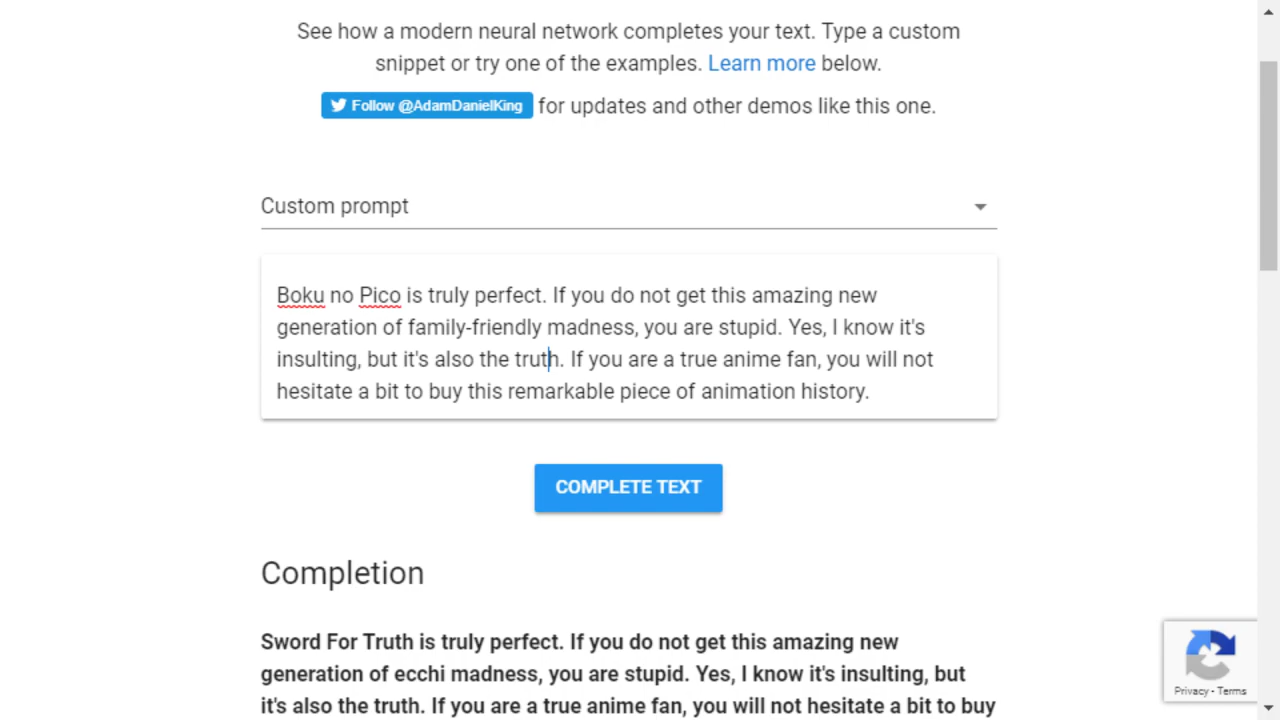 See how a modern neural network completes your text. Type a custom
snippet or try one of the examples. Learn more below.
Follow @AdamDanielKing for updates and other demos like this one.
Custom prompt
Boku no Pico is truly perfect. If you do not get this amazing new
generation of family-friendly madness, you are stupid. Yes, I know it's
insulting, but it's also the truth. If you are a true anime fan, you will not
hesitate a bit to buy this remarkable piece of animation history.
COMPLETE TEXT
Completion
Sword For Truth is truly perfect. If you do not get this amazing new
generation of ecchi madness, you are stupid. Yes, I know it's insulting, but
it's also the truth. If you are a true anime fan, you will not hesitate a bit to buy
Privacy - Terms